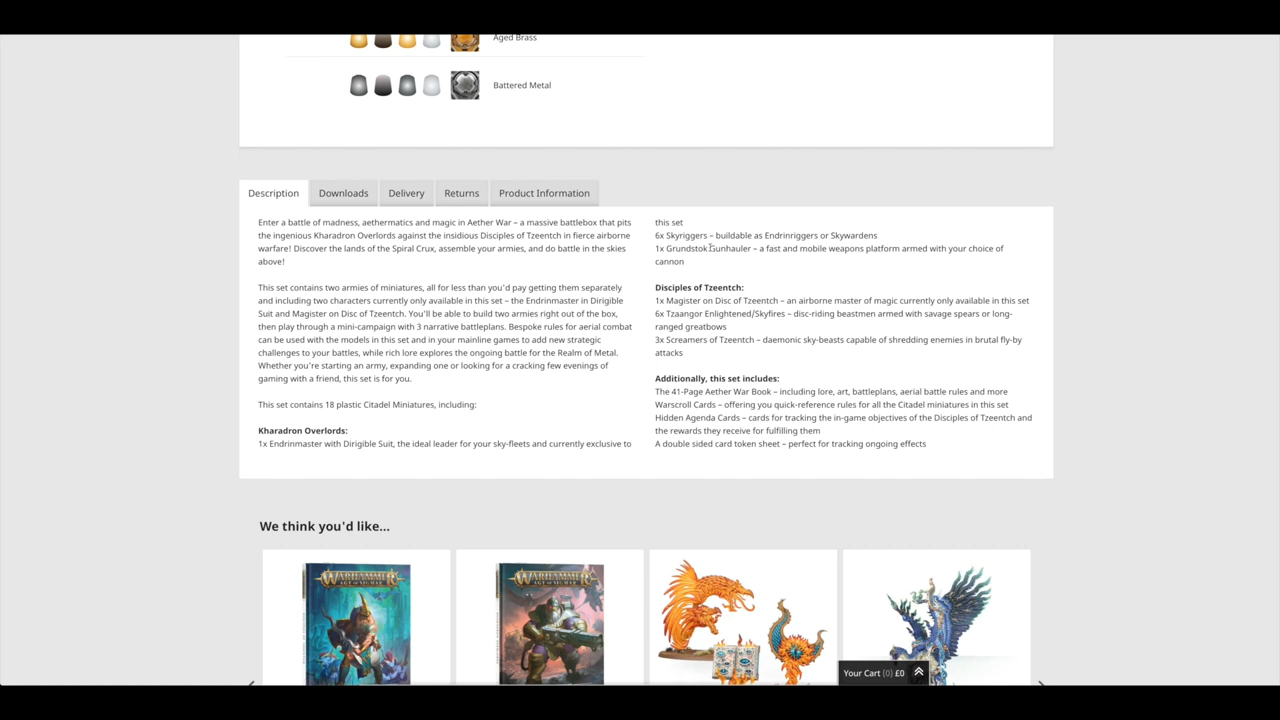 Aged Brass
Battered Metal
Description
Downloads
Delivery
Returns
Product Information
Enter a battle of madness, aethermatics and magic in Aether War – a massive battlebox that pits
the ingenious Kharadron Overlords against the insidious Disciples of Tzeentch in fierce airborne
warfare! Discover the lands of the Spiral Crux, assemble your armies, and do battle in the skies
above!
This set contains two armies of miniatures, all for less than you'd pay getting them separately
and including two characters currently only available in this set – the Endrinmaster in Dirigible
Suit and Magister on Disc of Tzeentch. You'll be able to build two armies right out of the box,
then play through a mini-campaign with 3 narrative battleplans. Bespoke rules for aerial combat
can be used with the models in this set and in your mainline games to add new strategic
challenges to your battles, while rich lore explores the ongoing battle for the Realm of Metal.
Whether you're starting an army, expanding one or looking for a cracking few evenings of
gaming with a friend, this set is for you.
This set contains 18 plastic Citadel Miniatures, including:
Kharadron Overlords:
1x Endrinmaster with Dirigible Suit, the ideal leader for your sky-fleets and currently exclusive to
this set
6x Skyriggers – buildable as Endrinriggers or Skywardens
1x Grundstok Gunhauler – a fast and mobile weapons platform armed with your choice of
cannon
Disciples of Tzeentch:
1x Magister on Disc of Tzeentch – an airborne master of magic currently only available in this set
6x Tzaangor Enlightened/Skyfires – disc-riding beastmen armed with savage spears or long-
ranged greatbows
3x Screamers of Tzeentch – daemonic sky-beasts capable of shredding enemies in brutal fly-by
attacks
Additionally, this set includes:
The 41-Page Aether War Book – including lore, art, battleplans, aerial battle rules and more
Warscroll Cards – offering you quick-reference rules for all the Citadel miniatures in this set
Hidden Agenda Cards – cards for tracking the in-game objectives of the Disciples of Tzeentch and
the rewards they receive for fulfilling them
A double sided card token sheet – perfect for tracking ongoing effects
We think you'd like...
WARHAMMER
AGE OF SIGMAR
WARHAMMER
AGE OF SIGMAR
Your Cart (0) £0